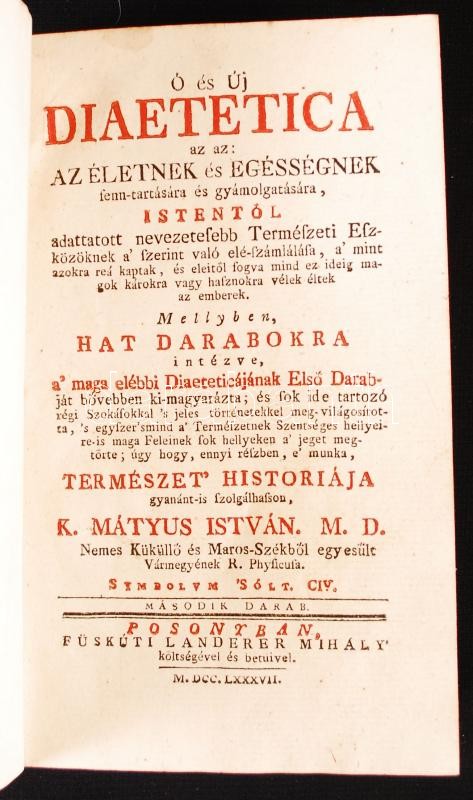 Ó és Új
DIAETETICA
az az:
AZ ÉLETNEK és EGÉSSÉGNEK
fenn-tartására és gyámolgatására,
ISTENTŐL
adattatott nevezetesebb Természeti Esz-
közöknek a' szerint való elé-számlálása, a' mint
azokra reá kaptak, és eleitől fogva mind ez ideig ma-
gok károkra vagy hasznokra vélek éltek
az emberek.
Mellyben,
HAT DARABOKRA
intézve,
a' maga elébbi Diaeteticájának Első Darab-
ját bővebben ki-magyarázta; és sok ide tartozó
régi Szokásokkal 's jeles történetekkel meg-világosított-
ta, 's egyszer'smind a' Természetnek Szentséges hellyei-
re-is maga Feleinek sok hellyeken a' jeget meg-
törte; úgy hogy, ennyi részben, e' munka,
TERMÉSZET' HISTORIÁJA
gyanánt-is szolgálhasson,
K. MÁTYUS ISTVÁN. M. D.
Nemes Küküllő és Maros-Székből egyesült
Vármegyének R. Physicusa.
SYMBOLVM 'SÓLT. CIV.
MÁSODIK DARAB.
POSONYBAN,
FÜSKÚTI LANDERER MIHÁLY'
költségével és betuivel.
M. DCC. LXXXVII.